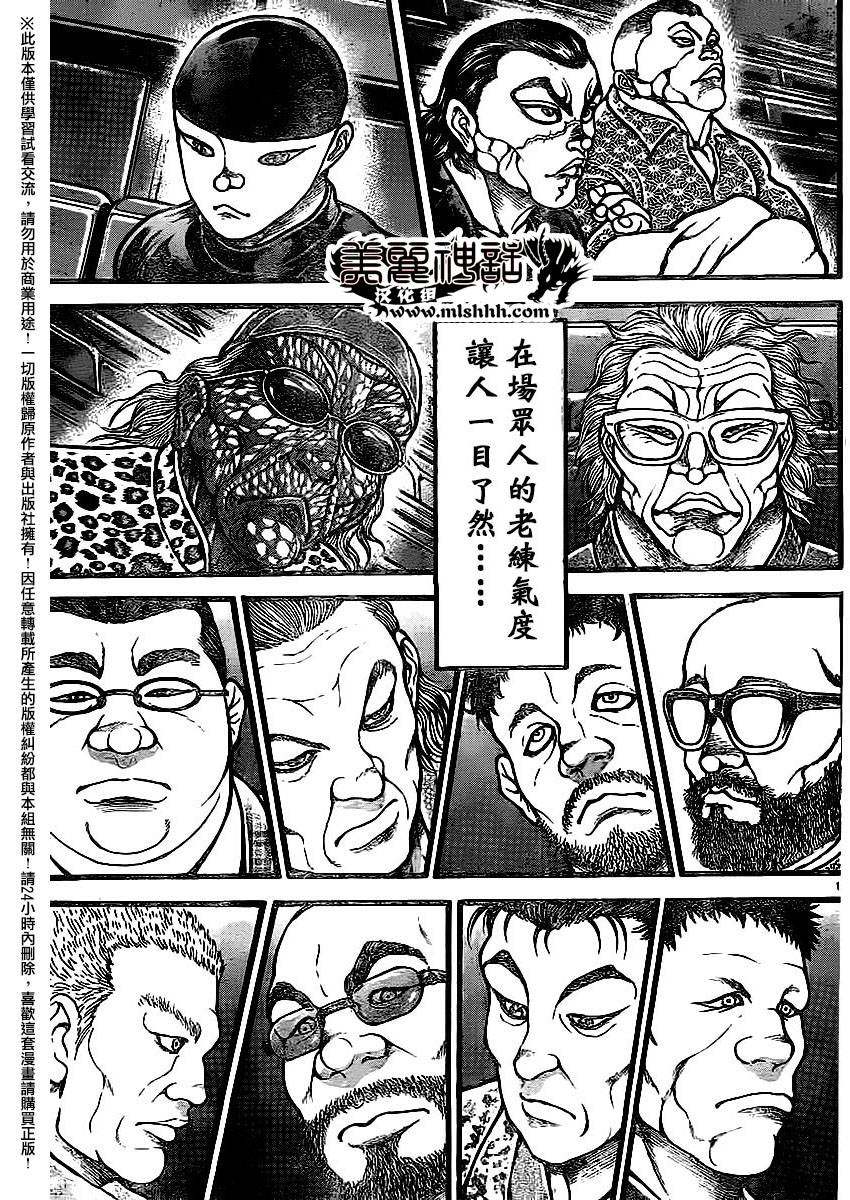 ※此版本僅供學習試看交流，請勿用於商業用途！一切版權歸原作者與出版社擁有！因任意轉載所產生的版權糾紛都與本組無關！請24小時內刪除，喜歡這套漫畫請購買正版！
美麗神話
汉化组
www.mlshhh.com
在場眾人的老練氣度
讓人一目了然……
1